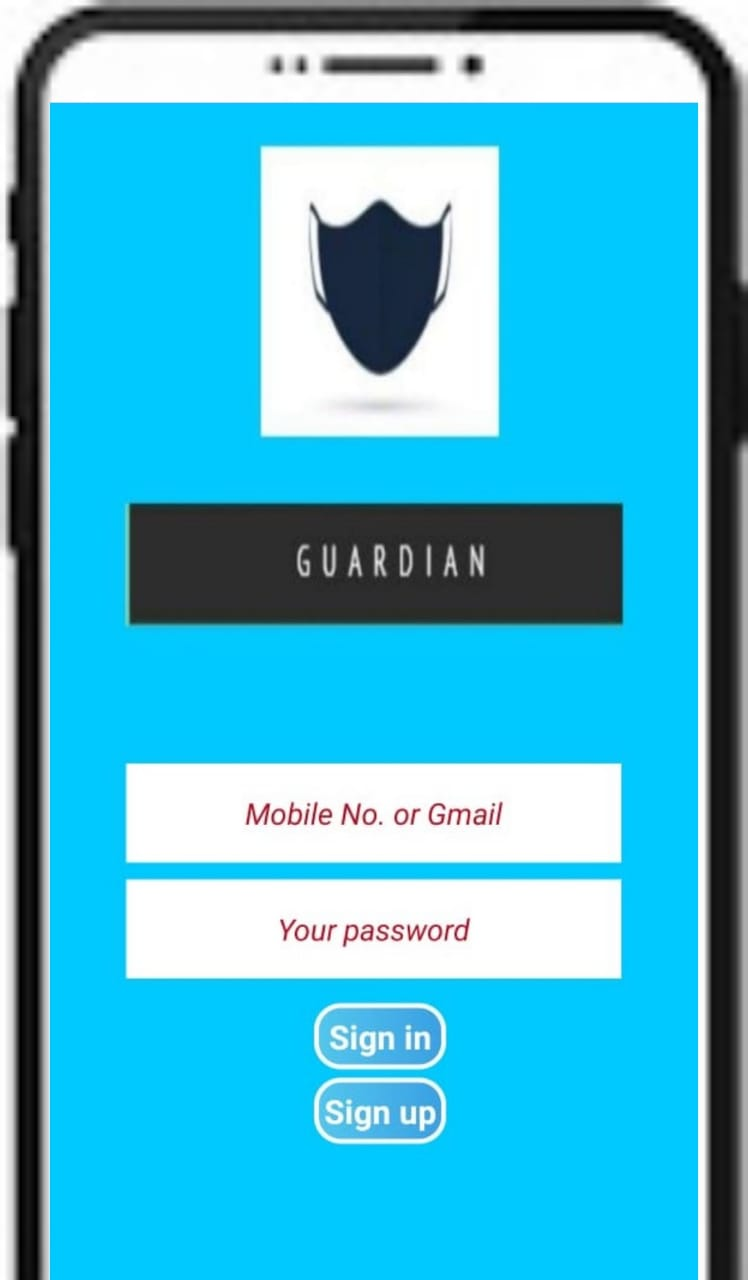 GUARDIAN
Mobile No. or Gmail
Your password
Sign in
Sign up